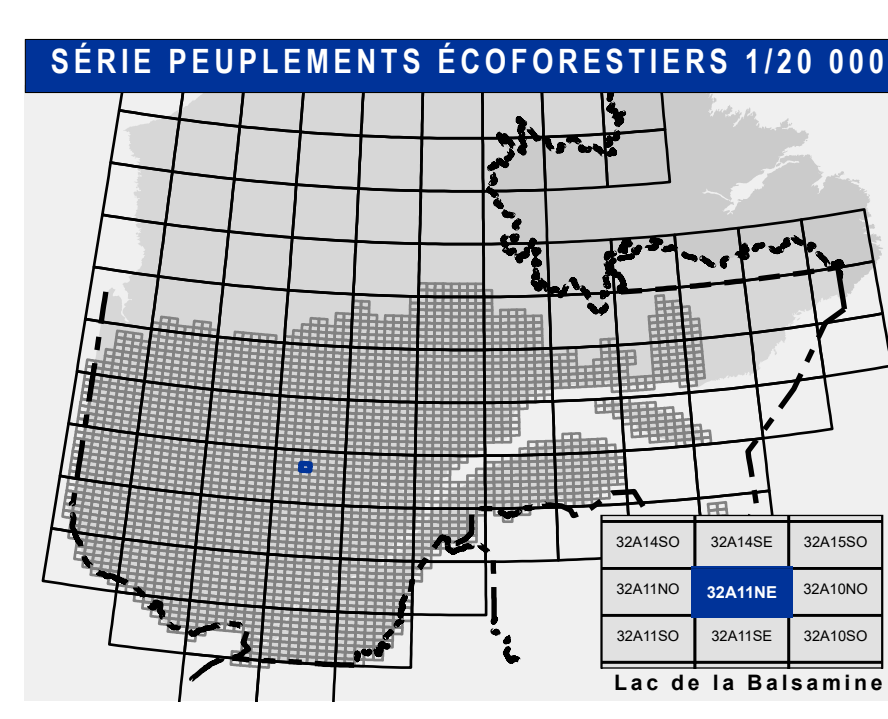 SÉRIE PEUPLEMENTS ÉCOFORESTIERS 1/20 000
32A14SO 32A14SE 32A15SO
32A11NO 32A11NE 32A10NO
32A11SO 32A11SE 32A10SO
Lac de la Balsamine